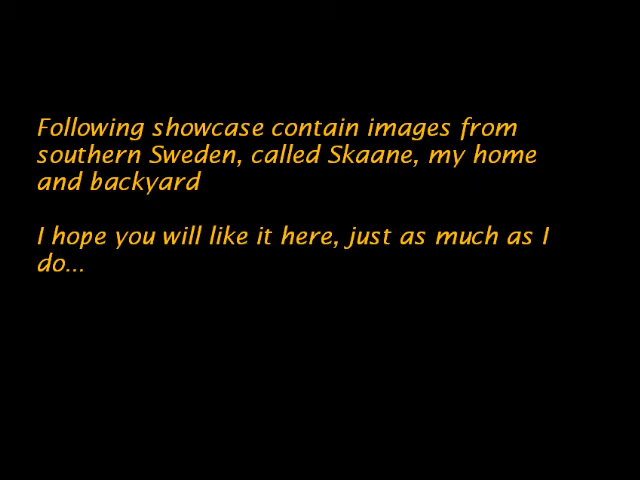 Following showcase contain images from
southern Sweden, called Skaane, my home
and backyard
I hope you will like it here, just as much as I
do...